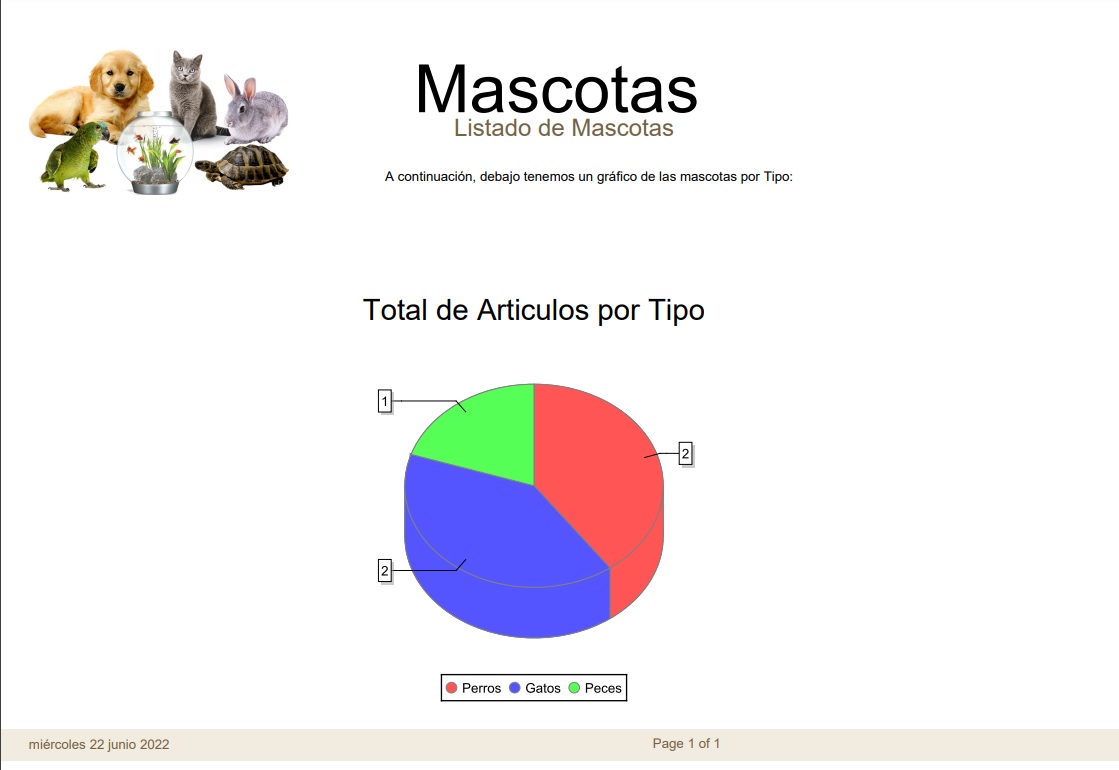 Mascotas
Listado de Mascotas
A continuación, debajo tenemos un gráfico de las mascotas por Tipo:
Total de Articulos por Tipo
1
2
2
Perros Gatos Peces
miércoles 22 junio 2022 Page 1 of 1